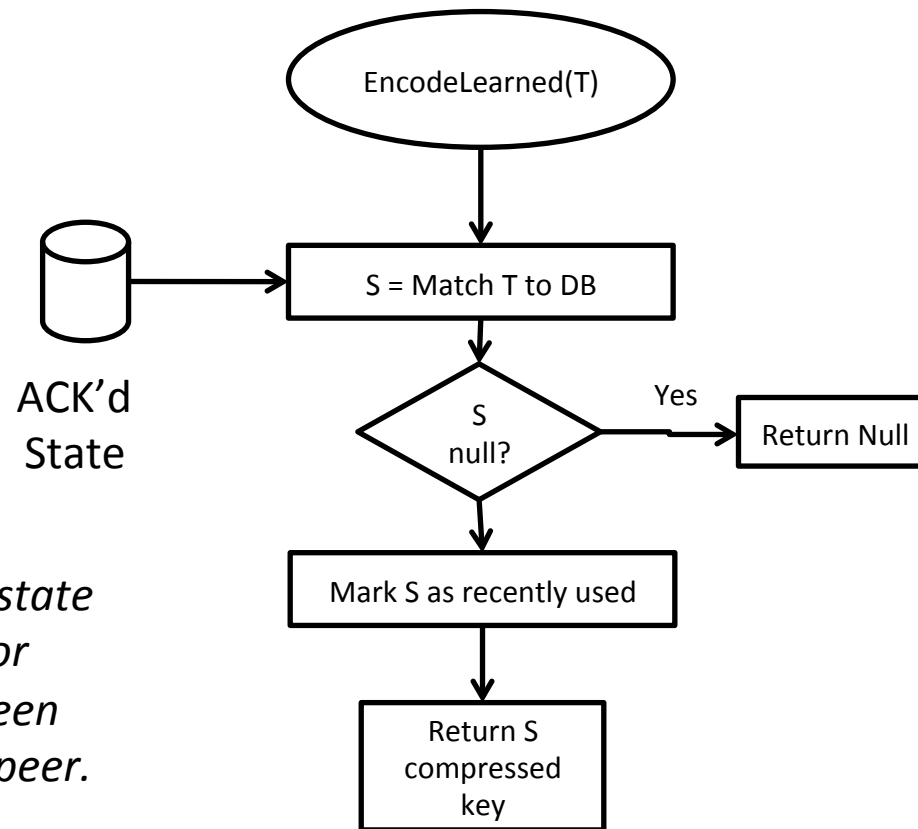 EncodeLearned(T)
S = Match T to DB
ACK’d
State
S
null?
Yes
Return Null
Mark S as recently used
Return S
compressed
key
state
or
een
peer.